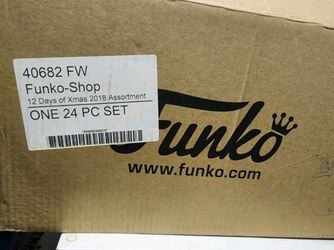 40682 FW
Funko-Shop
12 Days of Xmas 2018 Assortment
ONE 24 PC SET
Funko
www.funko.com